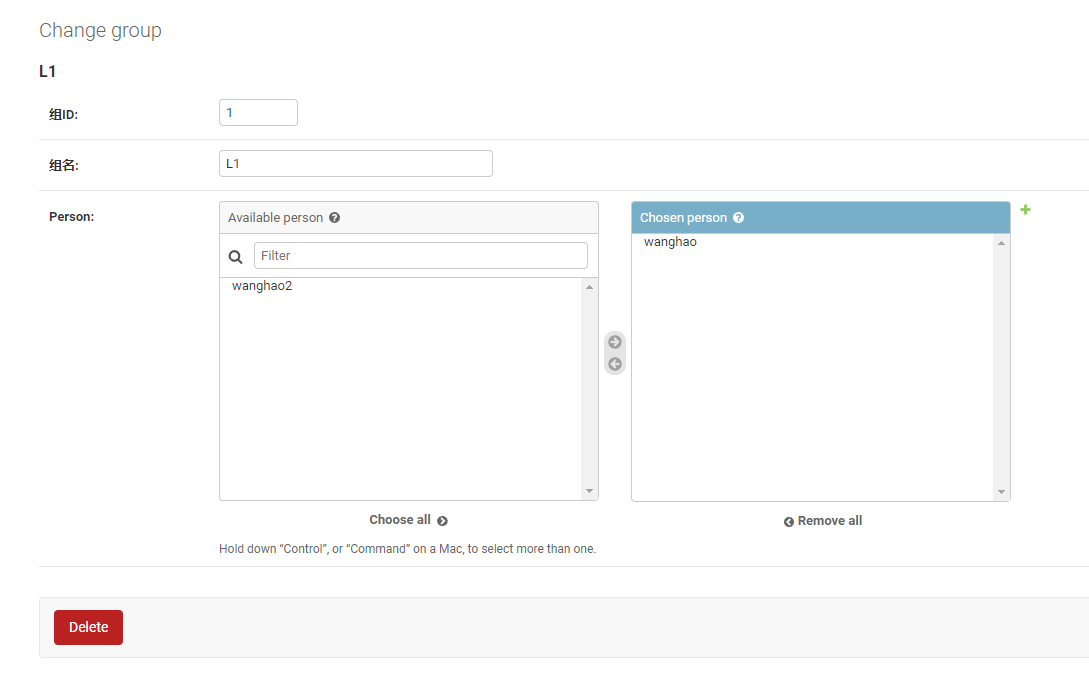 Change group
L1
组ID:
1
组名:
L1
Person:
Available person
Filter
wanghao2
Choose all
Chosen person
wanghao
Remove all
Hold down “Control”, or “Command” on a Mac, to select more than one.
Delete